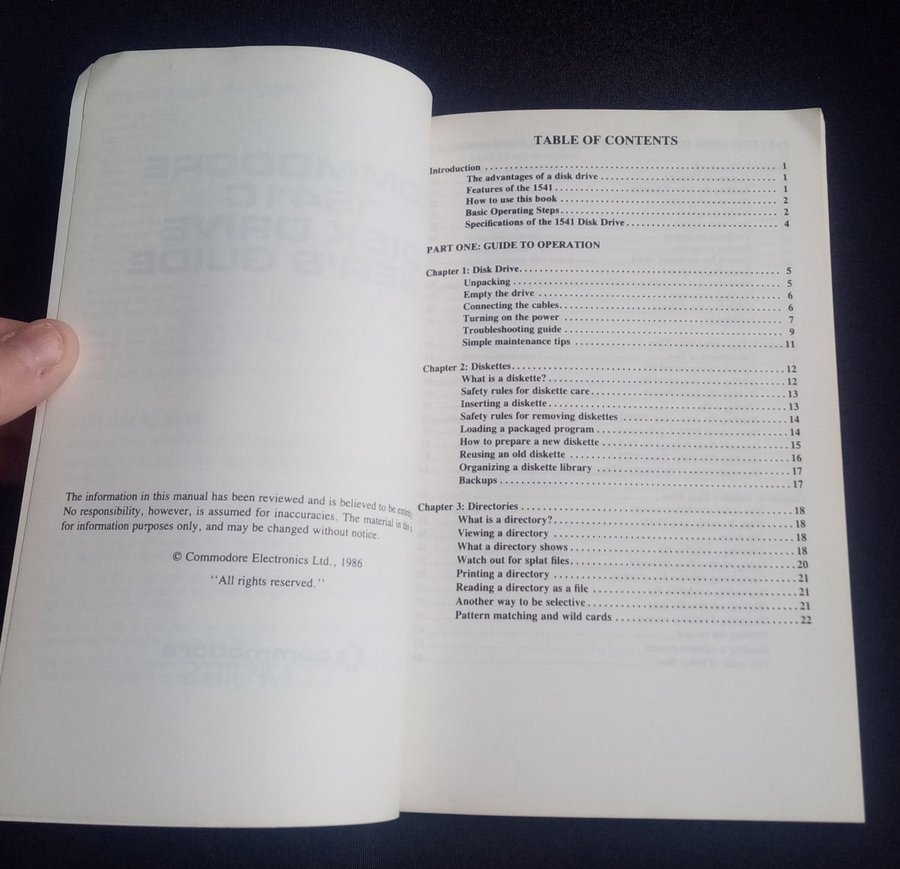 The information in this manual has been reviewed and is believed to be
No responsibility, however, is assumed for inaccuracies. The material in
for information purposes only, and may be changed without notice.
© Commodore Electronics Ltd., 1986
"All rights reserved."
TABLE OF CONTENTS
Introduction ........ 1
The advantages of a disk drive ........ 1
Features of the 1541 ........ 1
How to use this book ........ 2
Basic Operating Steps ........ 2
Specifications of the 1541 Disk Drive ........ 4
PART ONE: GUIDE TO OPERATION
Chapter 1: Disk Drive ........ 5
Unpacking ........ 5
Empty the drive ........ 6
Connecting the cables ........ 6
Turning on the power ........ 7
Troubleshooting guide ........ 9
Simple maintenance tips ........ 11
Chapter 2: Diskettes ........ 12
What is a diskette? ........ 12
Safety rules for diskette care ........ 13
Inserting a diskette ........ 13
Safety rules for removing diskettes ........ 14
Loading a packaged program ........ 14
How to prepare a new diskette ........ 15
Reusing an old diskette ........ 16
Organizing a diskette library ........ 17
Backups ........ 17
Chapter 3: Directories ........ 18
What is a directory? ........ 18
Viewing a directory ........ 18
What a directory shows ........ 18
Watch out for splat files ........ 20
Printing a directory ........ 21
Reading a directory as a file ........ 21
Another way to be selective ........ 21
Pattern matching and wild cards ........ 22